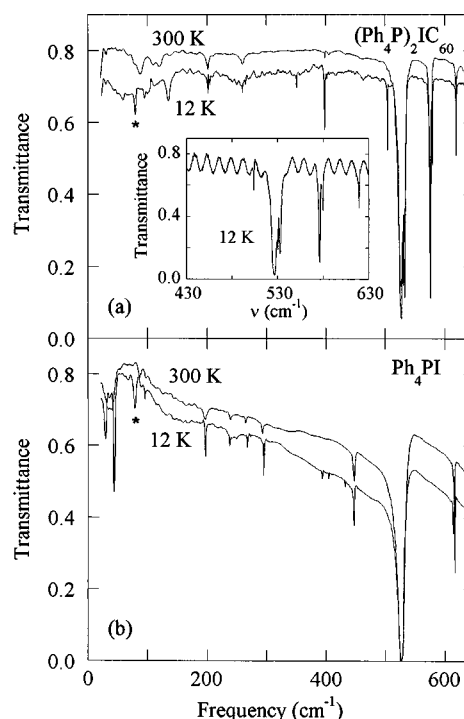 300 K
(Ph4P)2IC60
0.8
0.6
12 K
*
Transmittance
0.8
0.4
0.0
Transmittance
12 K
430 530 630
ν (cm-1)
0.4
0.2
(a)
0.0
0.8
300 K
Ph4PI
*
0.6
12 K
Transmittance
0.4
0.2
(b)
0.0
0 200 400 600
Frequency (cm-1)